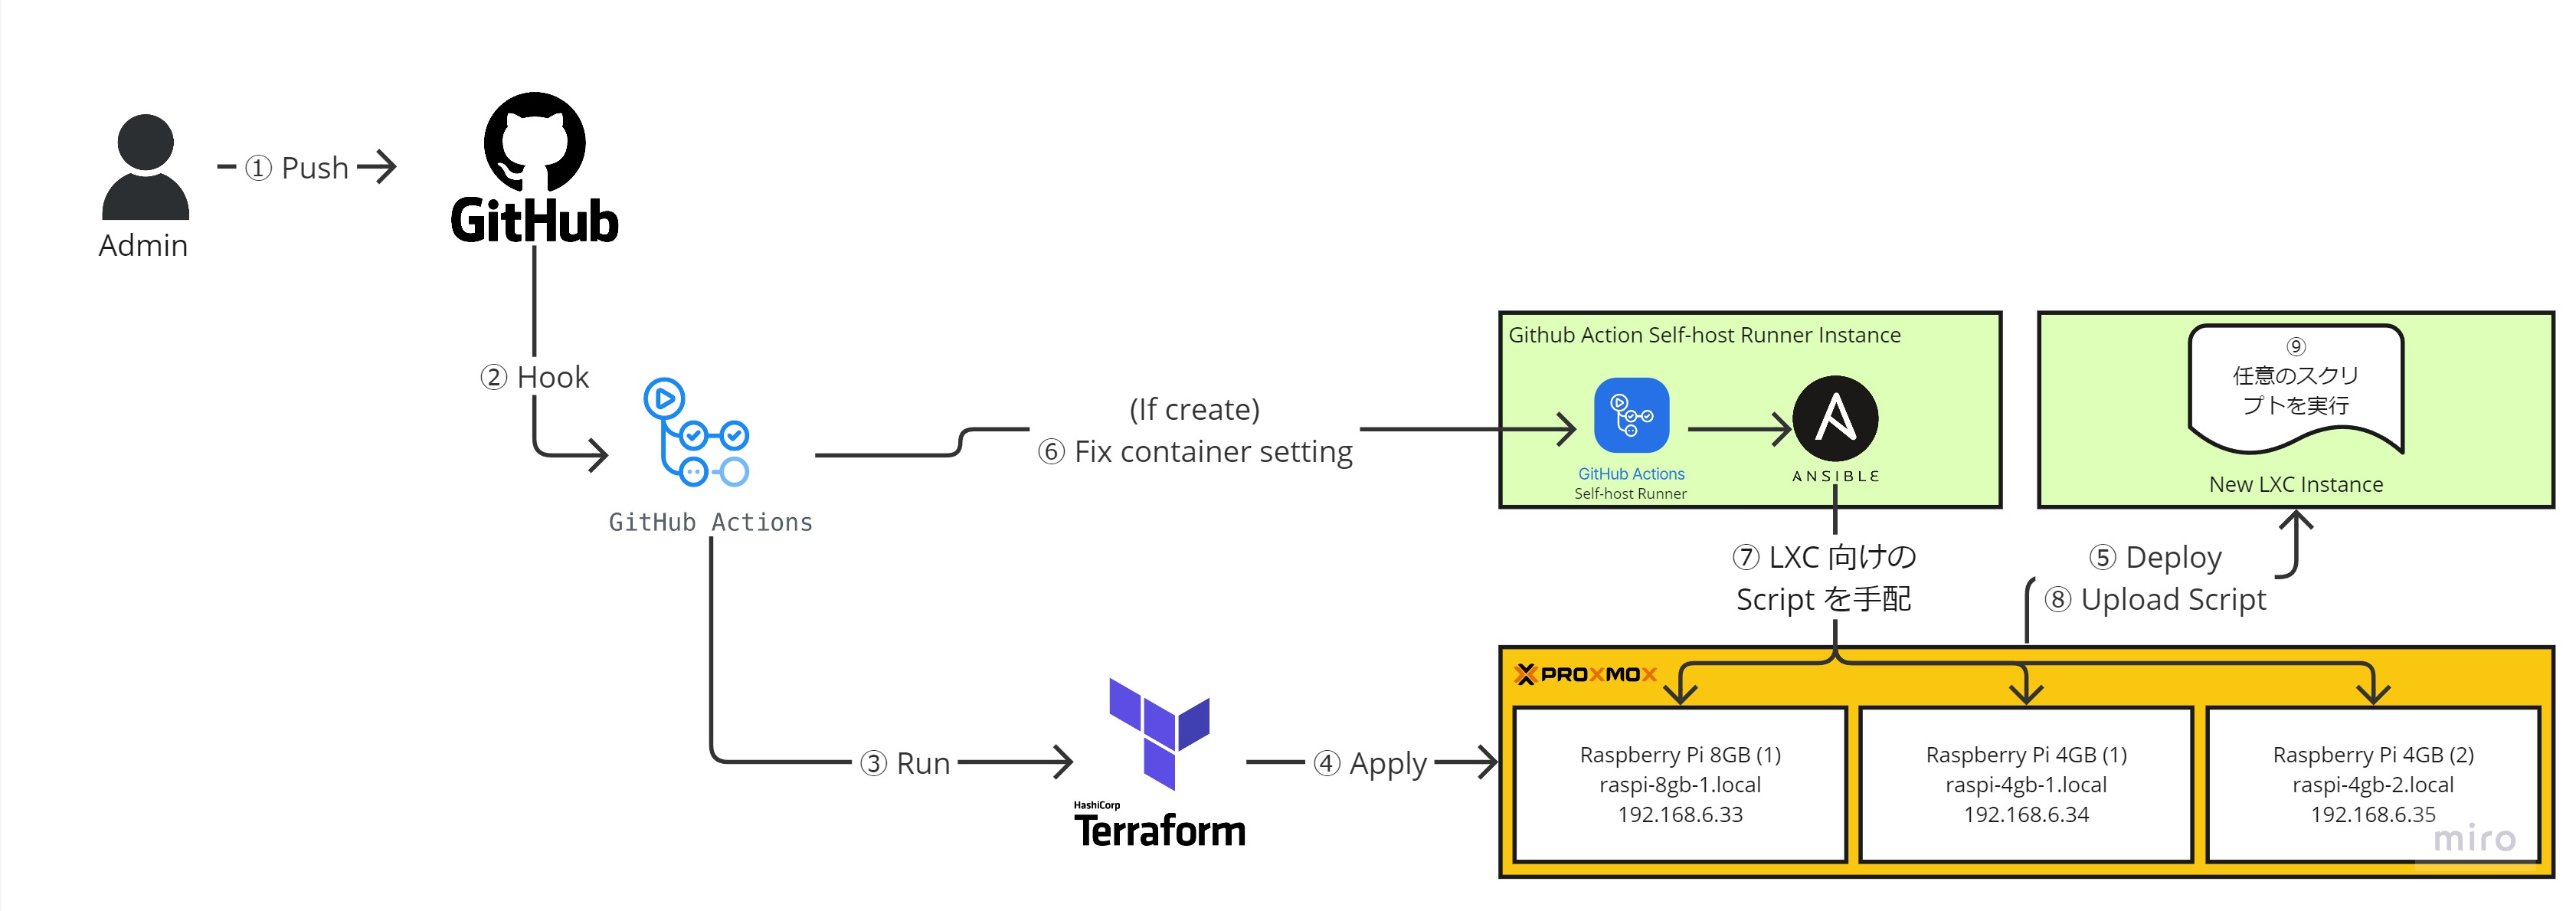 ① Push
Admin
GitHub
② Hook
GitHub Actions
(If create)
⑥ Fix container setting
Github Action Self-host Runner Instance
GitHub Actions
Self-host Runner
ANSIBLE
⑨
任意のスクリ
プトを実行
New LXC Instance
⑦ LXC 向けの
Script を手配
⑤ Deploy
⑧ Upload Script
③ Run
HashiCorp
Terraform
④ Apply
PROXMOX
Raspberry Pi 8GB (1)
raspi-8gb-1.local
192.168.6.33
Raspberry Pi 4GB (1)
raspi-4gb-1.local
192.168.6.34
Raspberry Pi 4GB (2)
raspi-4gb-2.local
192.168.6.35
miro